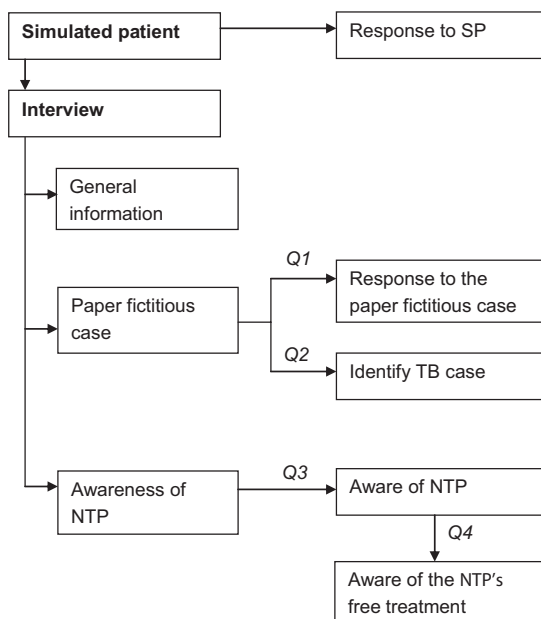 Simulated patient
Response to SP
Interview
General
information
Q1
Response to the
paper fictitious case
Paper fictitious
case
Q2
Identify TB case
Awareness of
NTP
Q3
Aware of NTP
Q4
Aware of the NTP's
free treatment